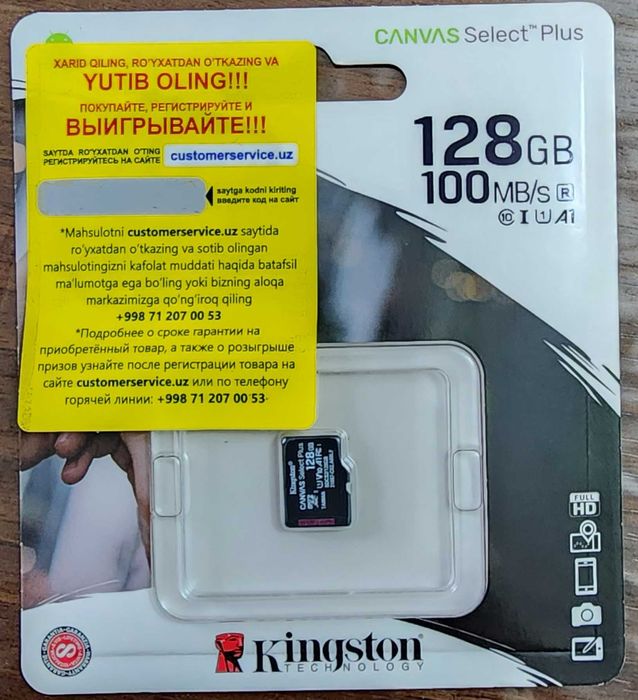 CANVAS Select™ Plus
XARID QILING, RO'YXATDAN O'TKAZING VA
YUTIB OLING!!!
ПОКУПАЙТЕ, РЕГИСТРИРУЙТЕ И
ВЫИГРЫВАЙТЕ!!!
SAYTDA RO'YXATDAN O'TING
РЕГИСТРИРУЙТЕСЬ НА САЙТЕ
customerservice.uz
saytga kodni kiriting
введите код на сайт
*Mahsulotni customerservice.uz saytida
ro'yxatdan o'tkazing va sotib olingan
mahsulotingizni kafolat muddati haqida batafsil
ma'lumotga ega bo'ling yoki bizning aloqa
markazimizga qo'ng'iroq qiling
+998 71 207 00 53
*Подробнее о сроке гарантии на
приобретённый товар, а также о розыгрыше
призов узнайте после регистрации товара на
сайте customerservice.uz или по телефону
горячей линии: +998 71 207 00 53
128GB
100MB/s R
10 I U1 A1
Kingston
CANVAS Select Plus
128GB
FULL
HD
Kingston
TECHNOLOGY